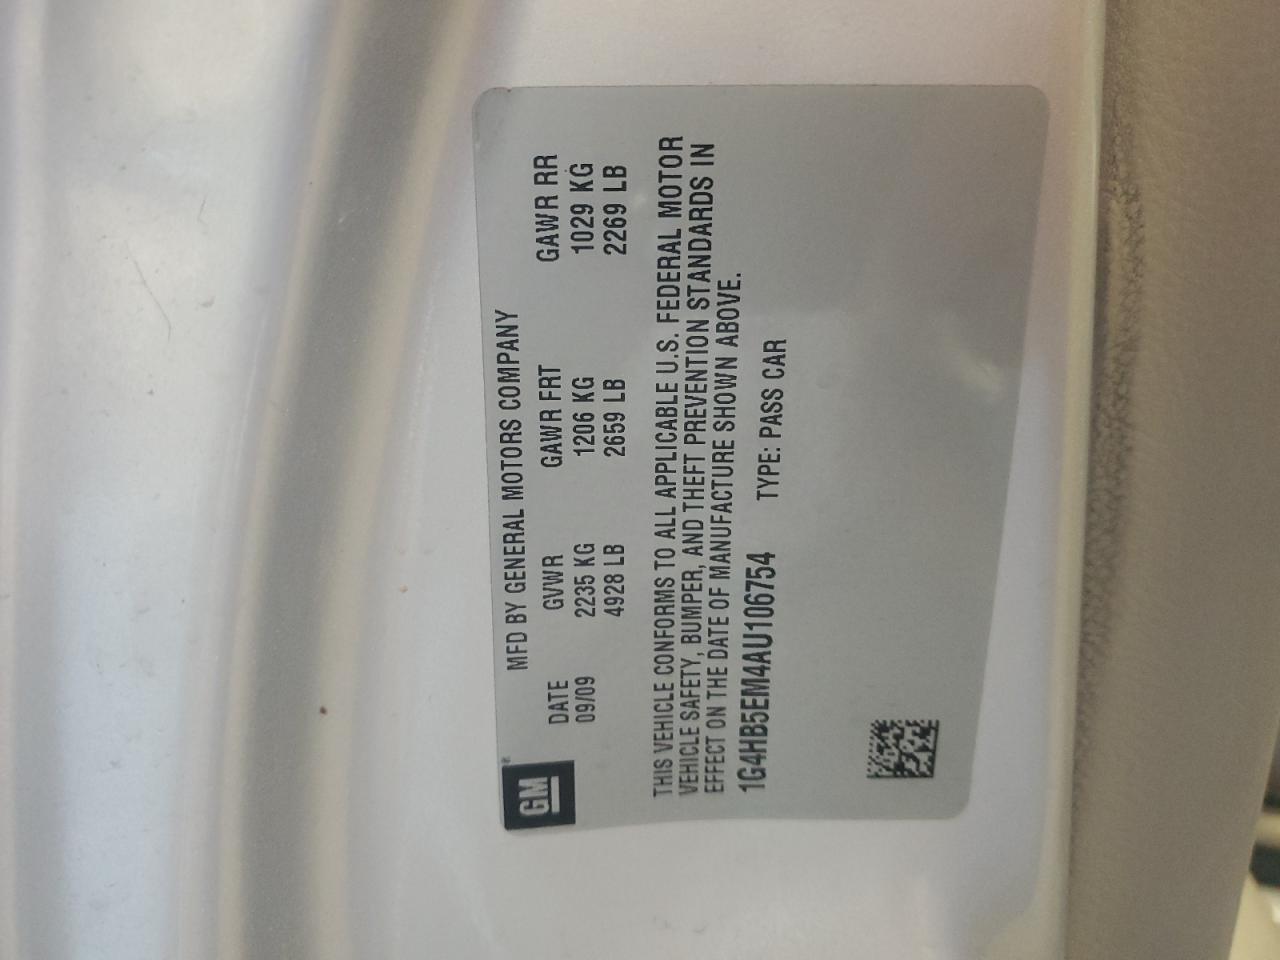 GM
MFD BY GENERAL MOTORS COMPANY
DATE GVWR GAWR FRT GAWR RR
09/09 2235 KG 1206 KG 1029 KG
4928 LB 2659 LB 2269 LB
THIS VEHICLE CONFORMS TO ALL APPLICABLE U.S. FEDERAL MOTOR
VEHICLE SAFETY, BUMPER, AND THEFT PREVENTION STANDARDS IN
EFFECT ON THE DATE OF MANUFACTURE SHOWN ABOVE.
1G4HB5EM4AU106754 TYPE: PASS CAR